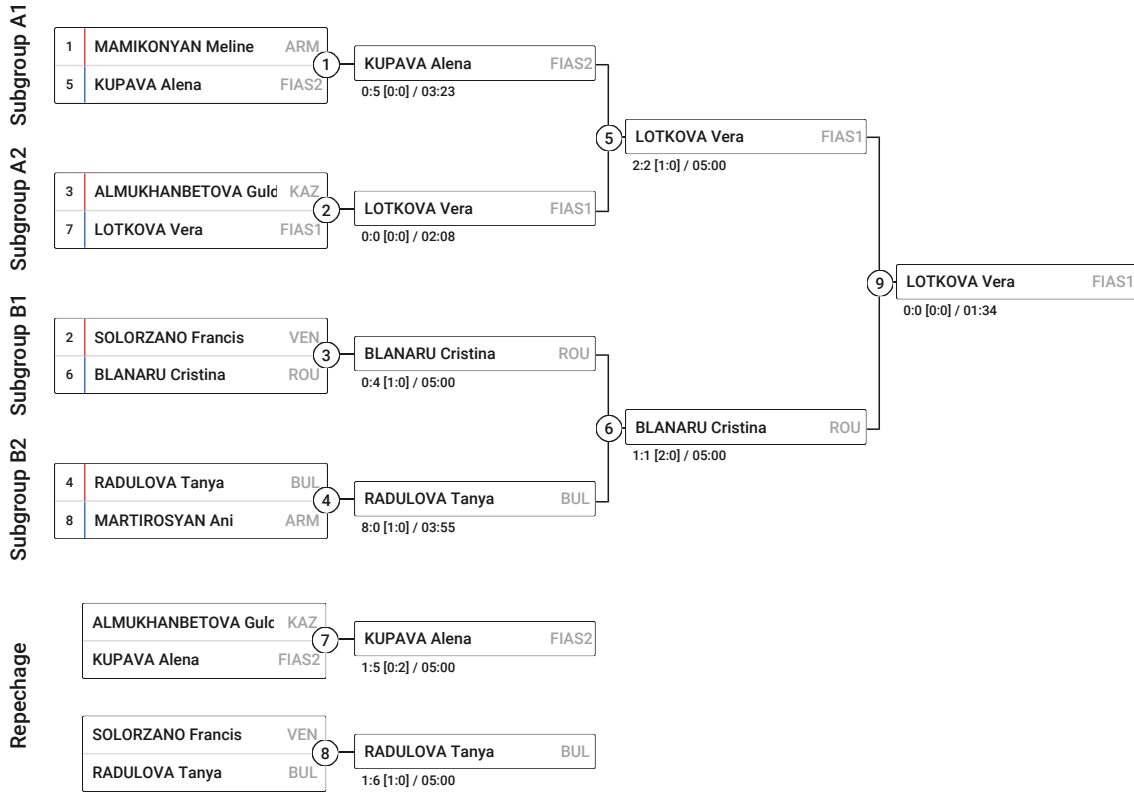 Subgroup A1
1 MAMIKONYAN Meline ARM
5 KUPAVA Alena FIAS2
1
KUPAVA Alena FIAS2
0:5 [0:0] / 03:23
Subgroup A2
3 ALMUKHANBETOVA Guld KAZ
7 LOTKOVA Vera FIAS1
2
LOTKOVA Vera FIAS1
0:0 [0:0] / 02:08
5
LOTKOVA Vera FIAS1
2:2 [1:0] / 05:00
Subgroup B1
2 SOLORZANO Francis VEN
6 BLANARU Cristina ROU
3
BLANARU Cristina ROU
0:4 [1:0] / 05:00
Subgroup B2
4 RADULOVA Tanya BUL
8 MARTIROSYAN Ani ARM
4
RADULOVA Tanya BUL
8:0 [1:0] / 03:55
6
BLANARU Cristina ROU
1:1 [2:0] / 05:00
9
LOTKOVA Vera FIAS1
0:0 [0:0] / 01:34
Repechage
ALMUKHANBETOVA Gulc KAZ
KUPAVA Alena FIAS2
7
KUPAVA Alena FIAS2
1:5 [0:2] / 05:00
SOLORZANO Francis VEN
RADULOVA Tanya BUL
8
RADULOVA Tanya BUL
1:6 [1:0] / 05:00